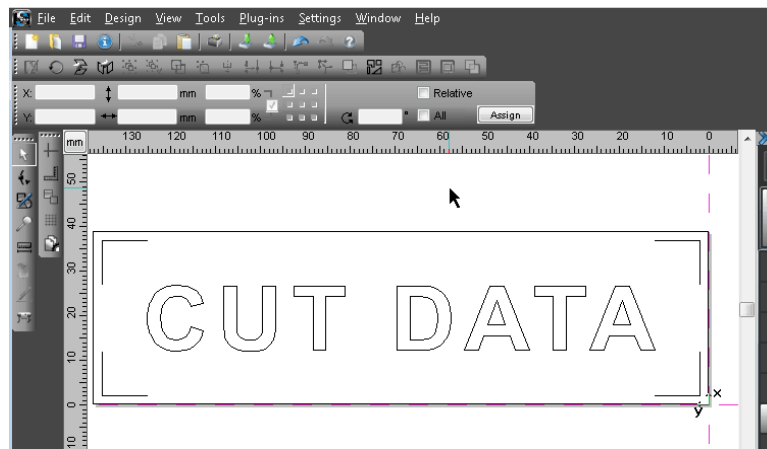 File Edit Design View Tools Plug-ins Settings Window Help
X: mm % Relative
Y: mm % ° All Assign
mm 130 120 110 100 90 80 70 60 50 40 30 20 10 0
50
40
30
20
10
0
10
CUT DATA
x
y